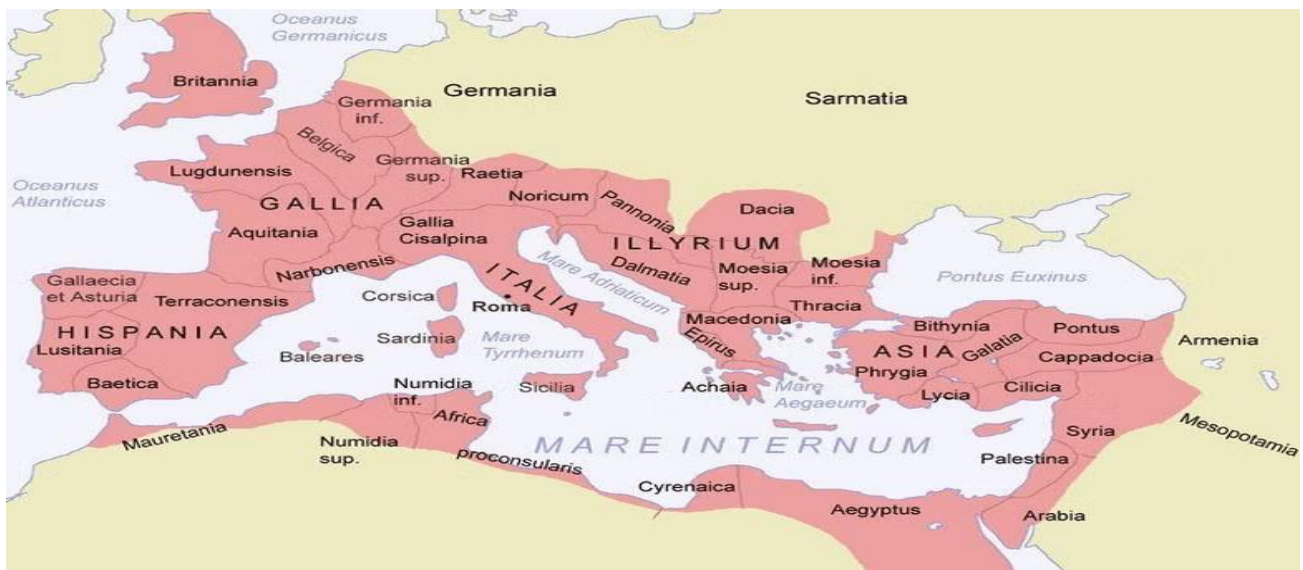 Oceanus
Germanicus
Britannia
Germania
Sarmatia
Germania
inf.
Belgica
Lugdunensis
Germania
sup.
Raetia
Oceanus
Atlanticus
GALLIA
Noricum
Pannonia
Dacia
Aquitania
Gallia
Cisalpina
ILLYRIUM
Narbonensis
Dalmatia
Moesia
sup.
Moesia
inf.
Pontus Euxinus
Gallaecia
et Asturia
Terraconensis
Corsica
ITALIA
Mare Adriaticum
Roma
Thracia
HISPANIA
Sardinia
Mare
Tyrrhenum
Macedonia
Epirus
Bithynia
Pontus
Armenia
Lusitania
Baleares
ASIA
Galatia
Cappadocia
Phrygia
Baetica
Numidia
inf.
Sicilia
Achaia
Mare
Aegaeum
Lycia
Cilicia
Africa
proconsularis
Mauretania
Numidia
sup.
MARE INTERNUM
Syria
Mesopotamia
Palestina
Cyrenaica
Aegyptus
Arabia